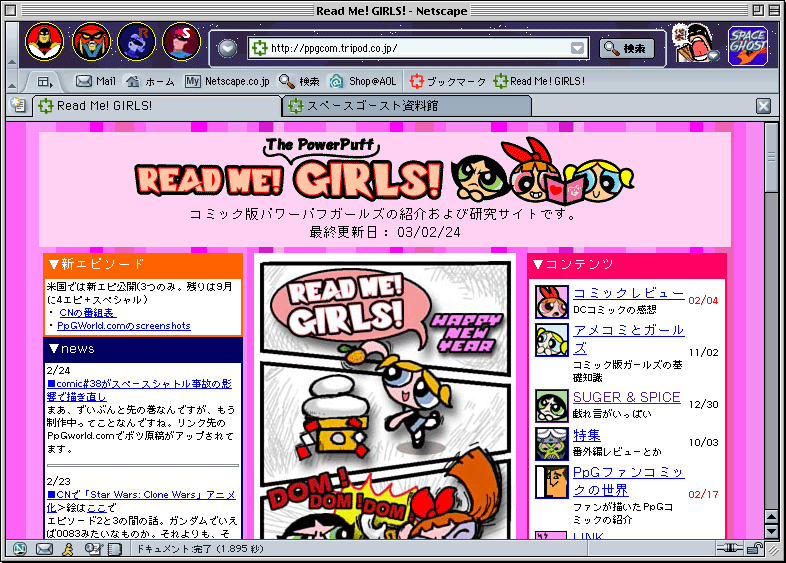 Read Me! GIRLS! - Netscape
http://ppgcom.tripod.co.jp/
検索
SPACE GHOST
Mail
ホーム
My Netscape.co.jp
検索
Shop@AOL
ブックマーク
Read Me! GIRLS!
Read Me! GIRLS!
スペースゴースト資料館
The PowerPuff
READ ME! GIRLS!
コミック版パワーパフガールズの紹介および研究サイトです。
最終更新日： 03/02/24
▼新エピソード
米国では新エピ公開(3つのみ。残りは9月
に4エピ＋スペシャル)
・ CNの番組表
・ PpGWorld.comのscreenshots
▼news
2/24
■comic#38がスペースシャトル事故の影
響で描き直し
まあ、ずいぶんと先の巻なんですが、もう
制作中ってことなんですね。リンク先の
PpGworld.comでボツ原稿がアップされて
ます。
2/23
■CNで「Star Wars: Clone Wars」アニメ
化>絵はここで
エピソード2と3の間の話。ガンダムでいえ
ば0083みたいなものか。それよりも、そ
READ ME!
GIRLS!
HAPPY
NEW
YEAR
DOM!
DOM!
DOM!
▼コンテンツ
コミックレビュー 02/04
DCコミックの感想
アメコミとガール
ズ 11/02
コミック版ガールズの基
礎知識
SUGER & SPICE 12/30
戯れ言がいっぱい
特集 10/03
番外編レビューとか
PpGファンコミッ
クの世界 02/17
ファンが描いたPpGコ
ミックの紹介
LINK
ドキュメント:完了 (1.895 秒)